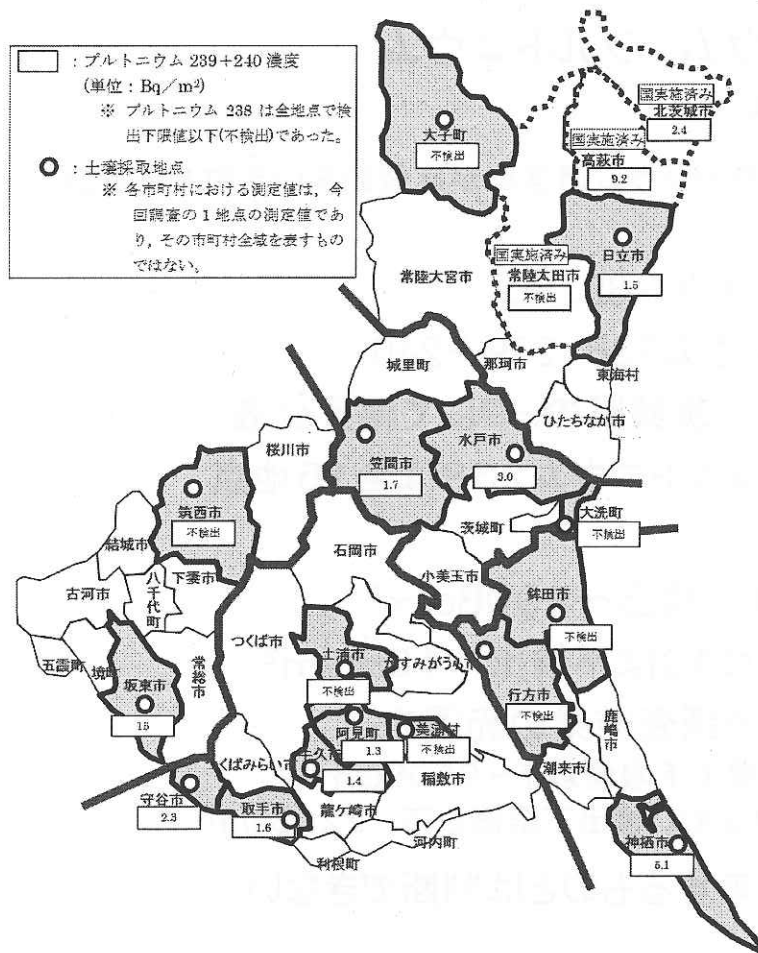 ：プルトニウム 239＋240 濃度
(単位：Bq／m²)
※ プルトニウム 238 は全地点で検
出下限値以下(不検出)であった。
：土壌採取地点
※ 各市町村における測定値は、今
回調査の1地点の測定値であ
り，その市町村全域を表すもの
ではない。
国実施済み
北茨城市
2.4
大子町
不検出
国実施済み
高萩市
9.2
日立市
1.5
国実施済み
常陸太田市
不検出
常陸大宮市
城里町
那珂市
東海村
ひたちなか市
桜川市
笠間市
1.7
水戸市
3.0
筑西市
不検出
茨城町
大洗町
不検出
結城市
石岡市
小美玉市
鉾田市
不検出
下妻市
八千代町
古河市
つくば市
土浦市
不検出
かすみがうら市
五霞町
境町
坂東市
15
常総市
行方市
不検出
鹿嶋市
阿見町
1.3
美浦村
不検出
つくばみらい市
牛久市
1.4
稲敷市
潮来市
守谷市
2.3
取手市
1.6
龍ケ崎市
河内町
利根町
神栖市
5.1